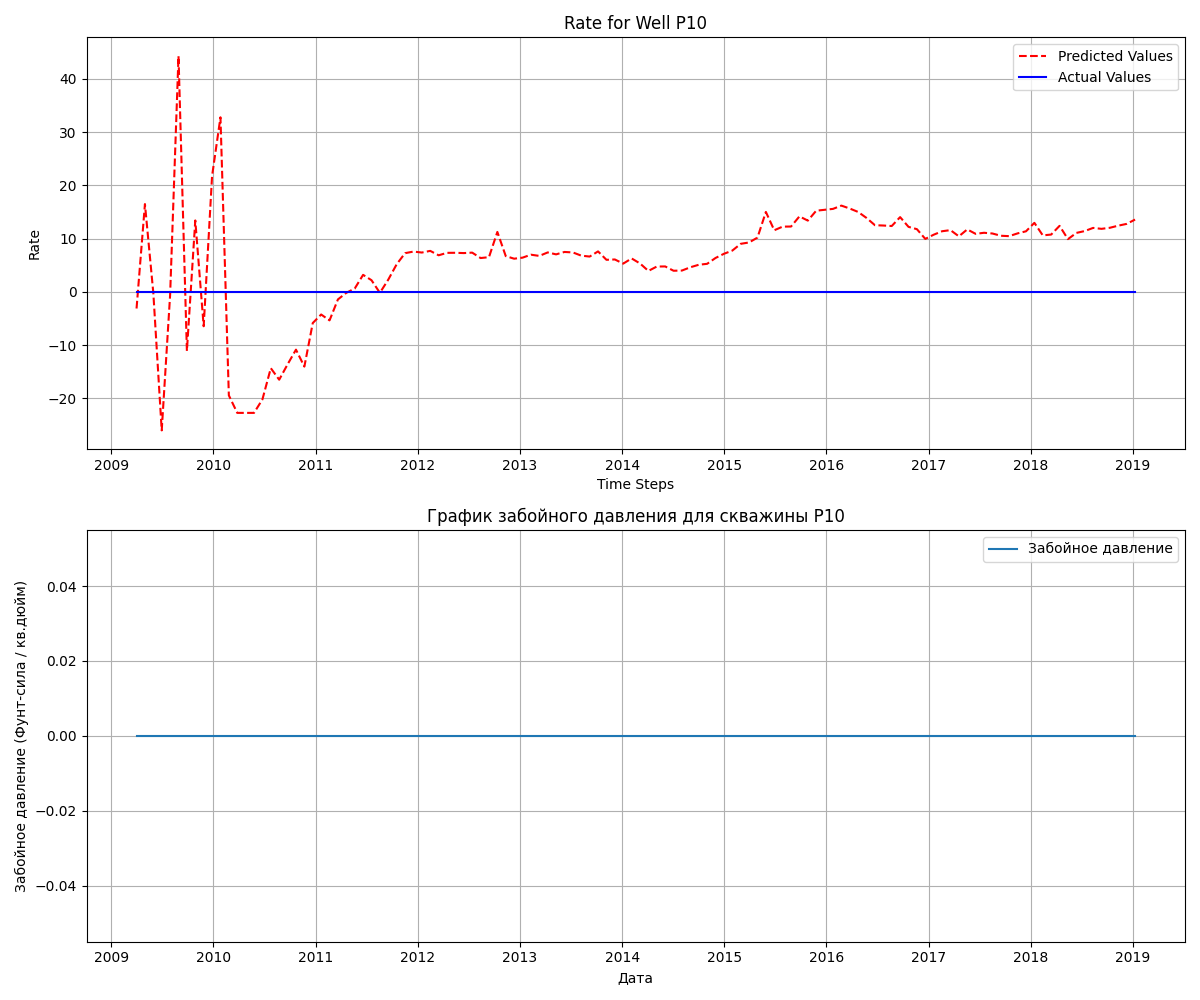 Rate for Well P10
Predicted Values
Actual Values
Rate
40
30
20
10
0
−10
−20
2009 2010 2011 2012 2013 2014 2015 2016 2017 2018 2019
Time Steps
График забойного давления для скважины P10
Забойное давление
Забойное давление (Фунт-сила / кв.дюйм)
0.04
0.02
0.00
−0.02
−0.04
2009 2010 2011 2012 2013 2014 2015 2016 2017 2018 2019
Дата